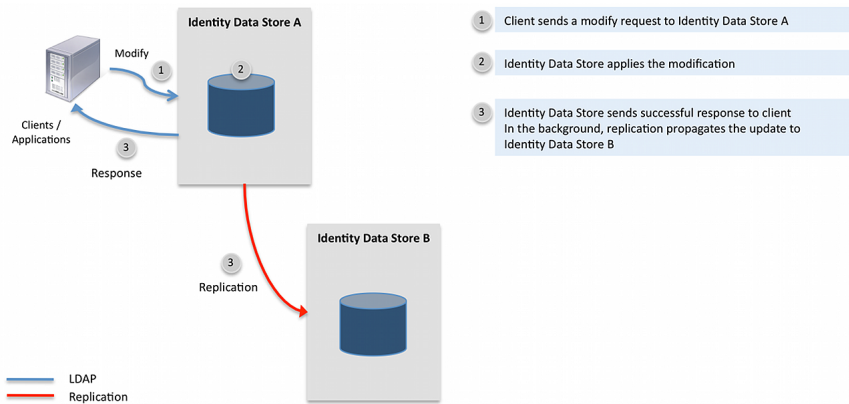 Identity Data Store A
Modify
1
2
Clients /
Applications
3
Response
Identity Data Store B
3
Replication
LDAP
Replication
1
Client sends a modify request to Identity Data Store A
2
Identity Data Store applies the modification
3
Identity Data Store sends successful response to client
In the background, replication propagates the update to
Identity Data Store B